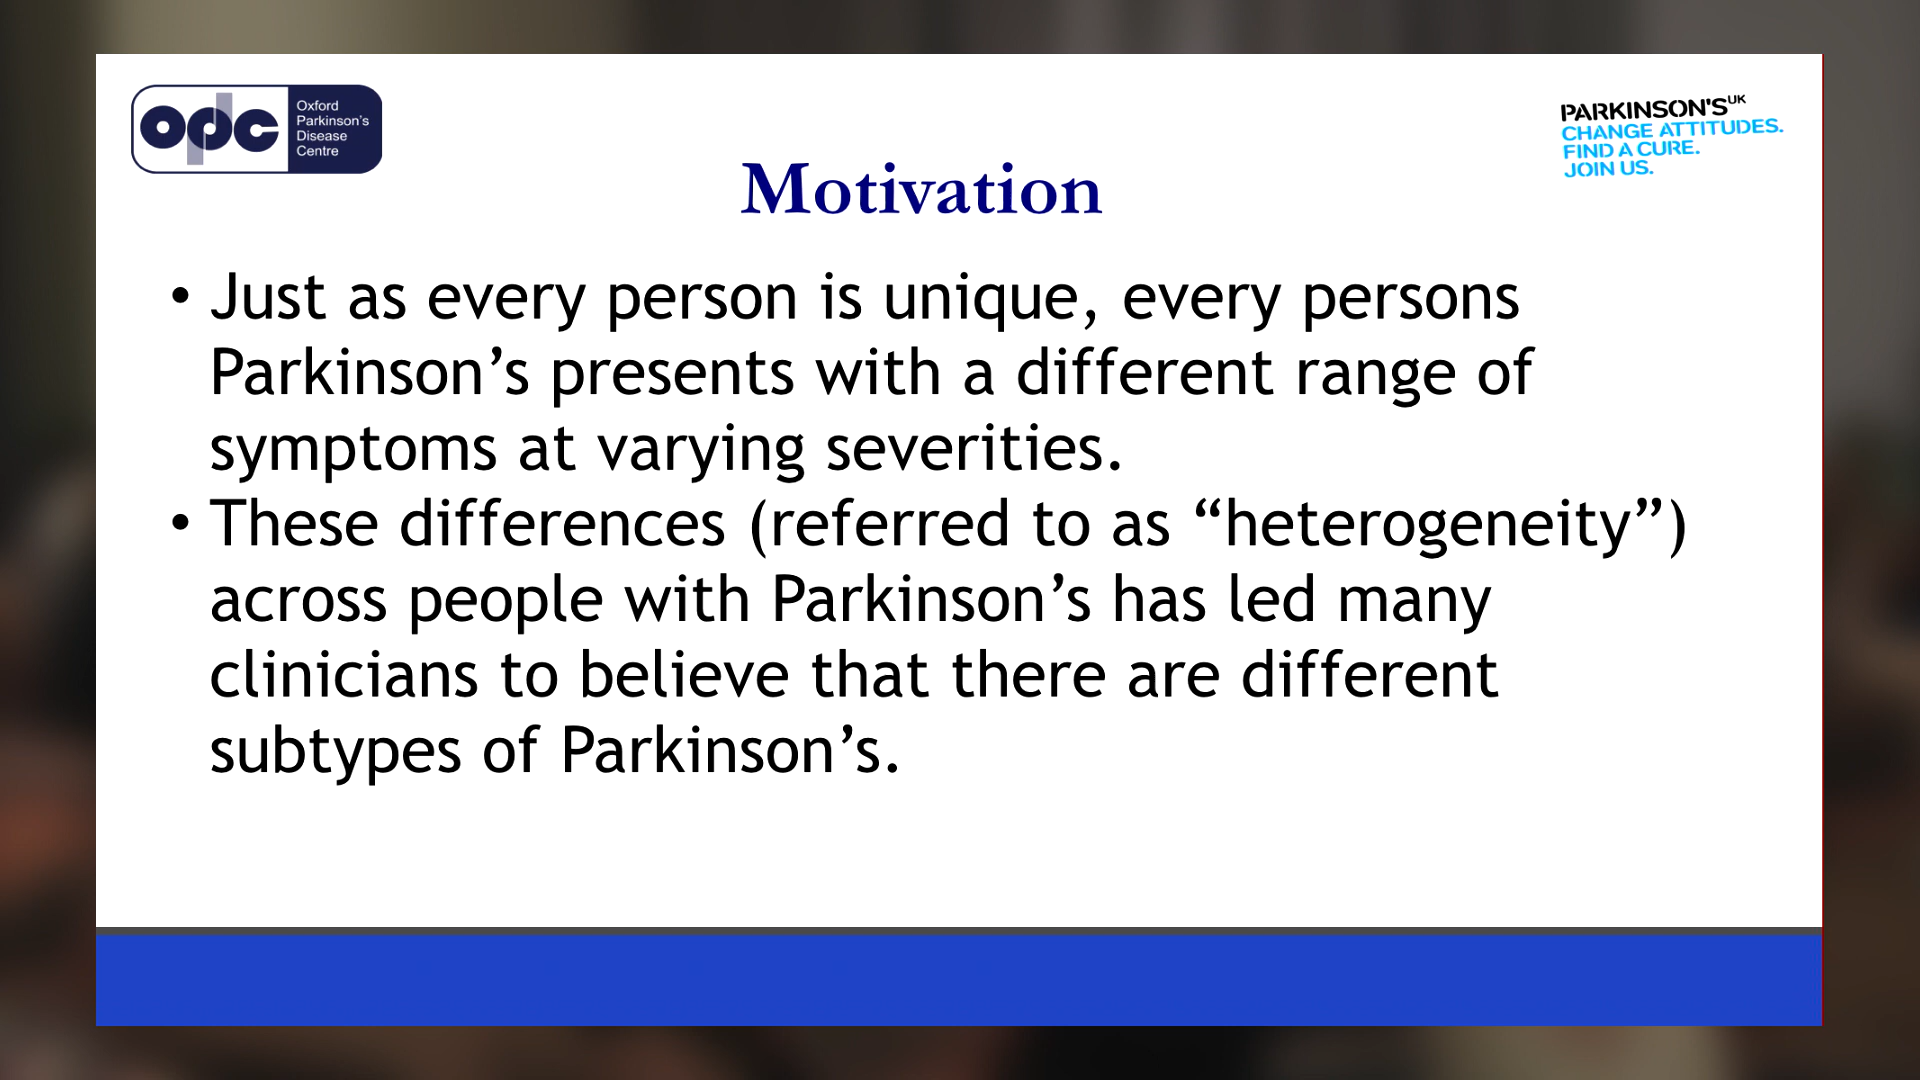 opdc
Oxford
Parkinson's
Disease
Centre
PARKINSON'S UK
CHANGE ATTITUDES.
FIND A CURE.
JOIN US.
Motivation
• Just as every person is unique, every persons
Parkinson’s presents with a different range of
symptoms at varying severities.
• These differences (referred to as “heterogeneity”)
across people with Parkinson’s has led many
clinicians to believe that there are different
subtypes of Parkinson’s.